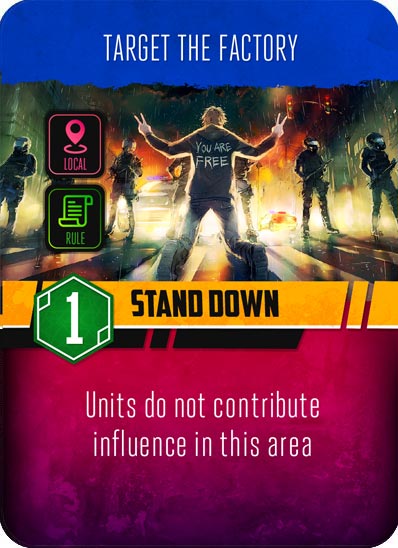 TARGET THE FACTORY
YOU ARE
FREE
LOCAL
RULE
1
STAND DOWN
Units do not contribute
influence in this area